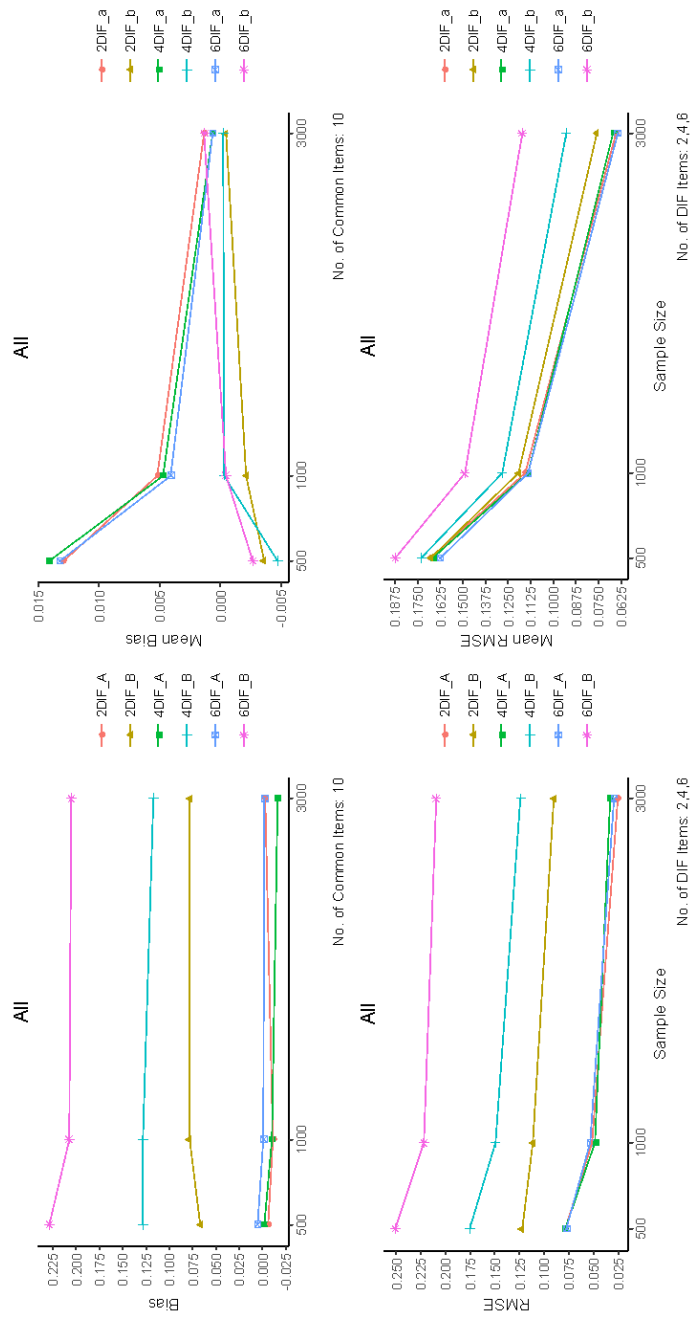 All
0.225
0.200
0.175
0.150
0.125
0.100
0.075
0.050
0.025
0.000
-0.025
Bias
500
1000
3000
No. of Common Items: 10
2DIF_A
2DIF_B
4DIF_A
4DIF_B
6DIF_A
6DIF_B
All
0.015
0.010
0.005
0.000
-0.005
Mean Bias
500
1000
3000
No. of Common Items: 10
2DIF_a
2DIF_b
4DIF_a
4DIF_b
6DIF_a
6DIF_b
All
0.250
0.225
0.200
0.175
0.150
0.125
0.100
0.075
0.050
0.025
RMSE
500
1000
3000
Sample Size
No. of DIF Items: 2,4,6
2DIF_A
2DIF_B
4DIF_A
4DIF_B
6DIF_A
6DIF_B
All
0.1875
0.1750
0.1625
0.1500
0.1375
0.1250
0.1125
0.1000
0.0875
0.0750
0.0625
Mean RMSE
500
1000
3000
Sample Size
No. of DIF Items: 2,4,6
2DIF_a
2DIF_b
4DIF_a
4DIF_b
6DIF_a
6DIF_b